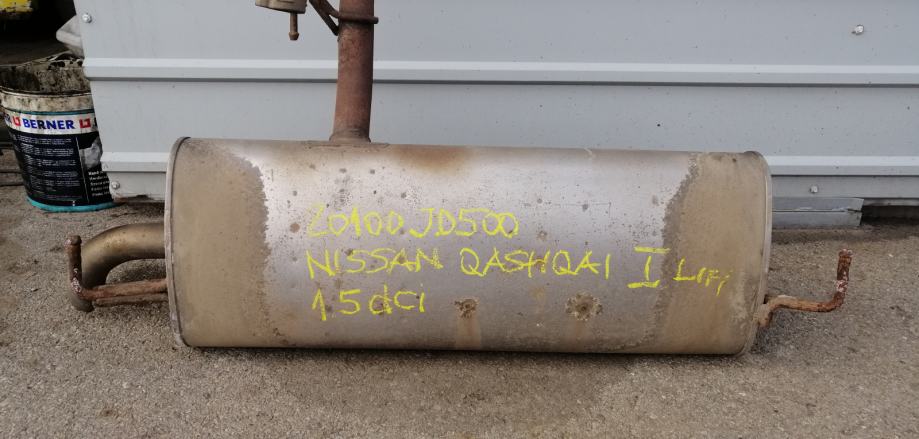 BERNER
20100JD500
NISSAN QASHQAI I LIFT
1.5dCi